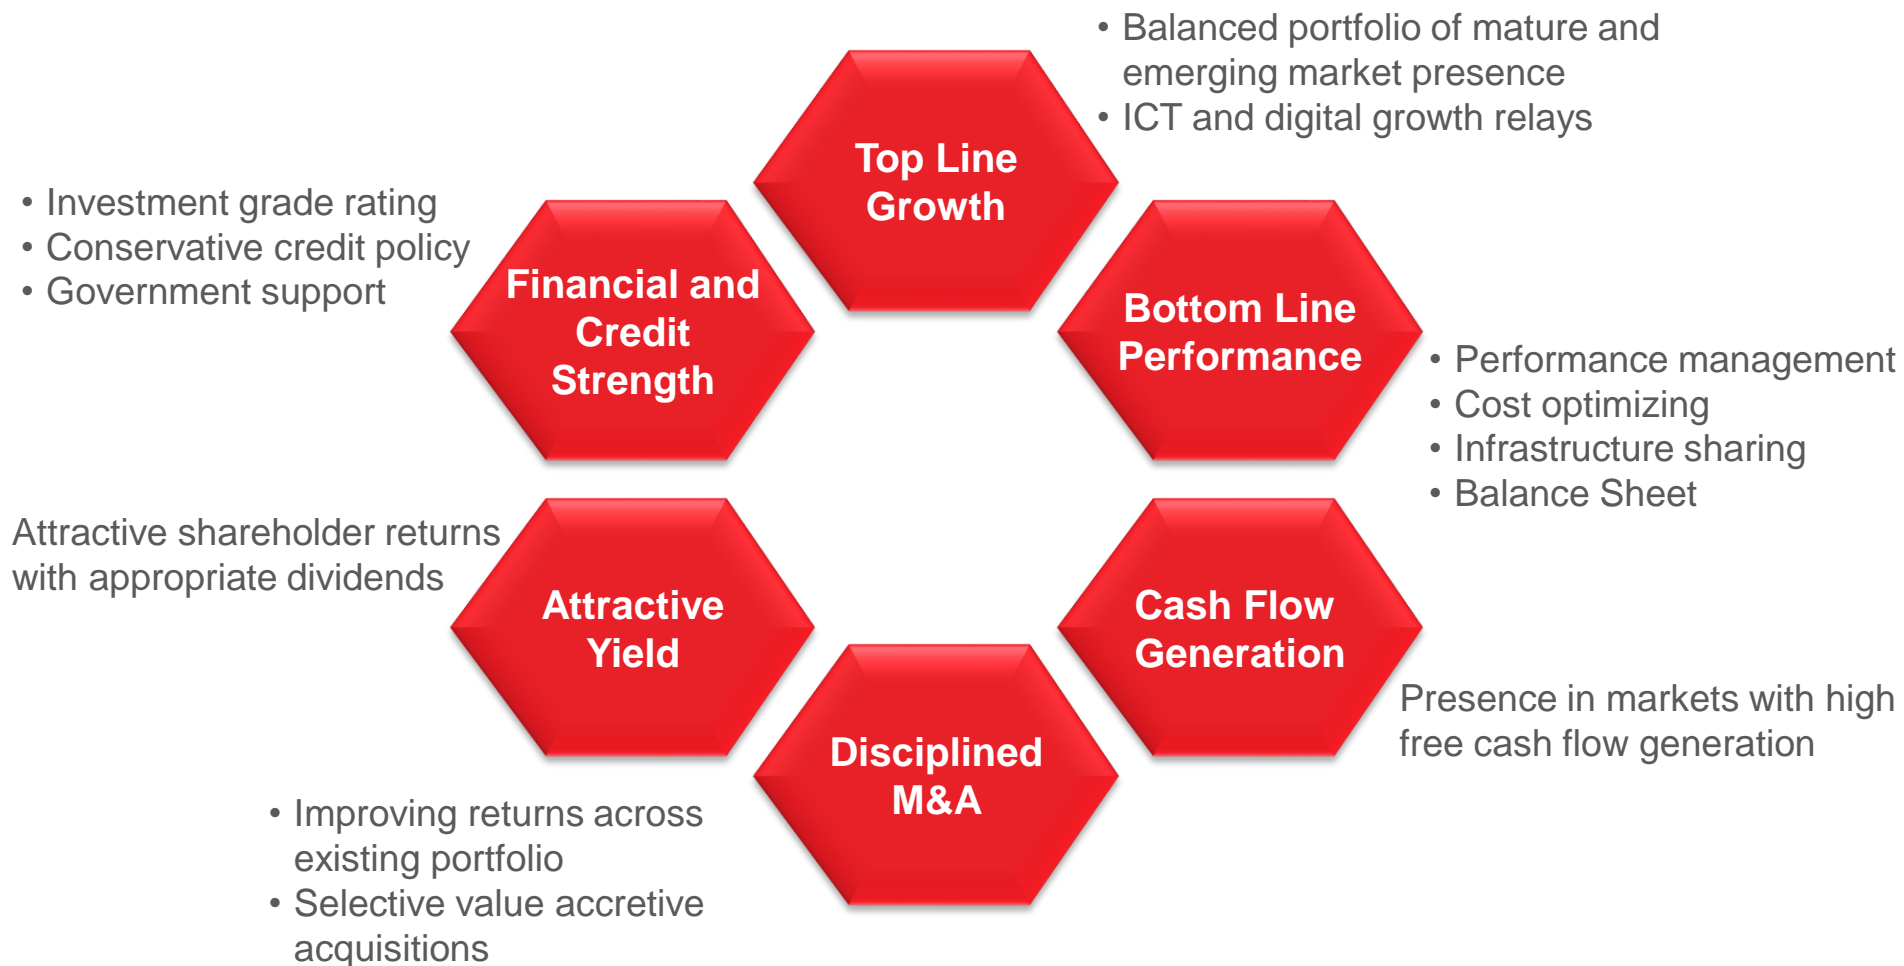 • Balanced portfolio of mature and
emerging market presence
• ICT and digital growth relays
Top Line
Growth
• Investment grade rating
• Conservative credit policy
• Government support
Financial and
Credit
Strength
Bottom Line
Performance
• Performance management
• Cost optimizing
• Infrastructure sharing
• Balance Sheet
Attractive shareholder returns
with appropriate dividends
Attractive
Yield
Cash Flow
Generation
Presence in markets with high
free cash flow generation
Disciplined
M&A
• Improving returns across
existing portfolio
• Selective value accretive
acquisitions